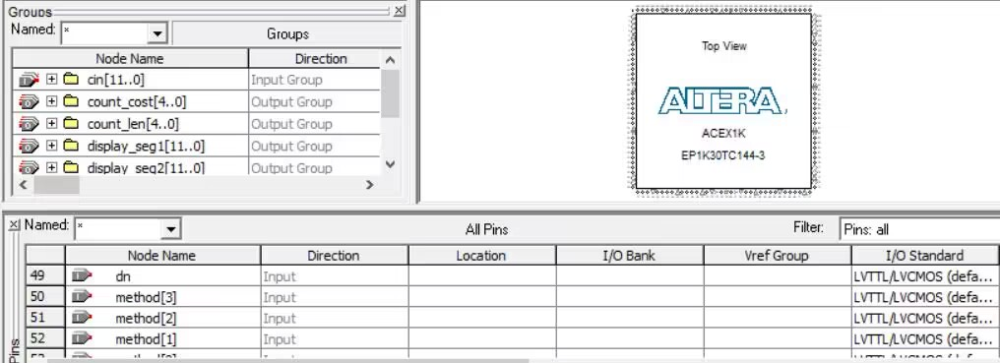 Groups
Named: *
Groups
Node Name Direction
cin[11..0] Input Group
count_cost[4..0] Output Group
count_len[4..0] Output Group
display_seg1[11..0] Output Group
display_seg2[11..0] Output Group
Top View
ALTERA
ACEX1K
EP1K30TC144-3
Named: * All Pins Filter: Pins: all
Node Name Direction Location I/O Bank Vref Group I/O Standard
49 dn Input LVTTL/LVCMOS (defa...
50 method[3] Input LVTTL/LVCMOS (defa...
51 method[2] Input LVTTL/LVCMOS (defa...
52 method[1] Input LVTTL/LVCMOS (defa...
Pins